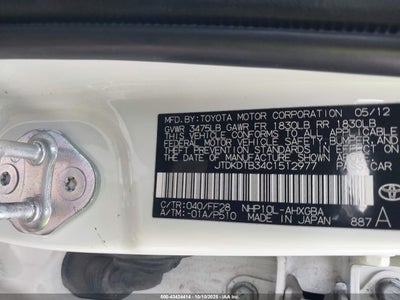 MFD. BY: TOYOTA MOTOR CORPORATION 05/12
GVWR 3475LB GAWR FR 1830LB RR 1830LB
THIS VEHICLE CONFORMS TO ALL APPLICABLE
FEDERAL MOTOR VEHICLE SAFETY, BUMPER, AND
THEFT PREVENTION STANDARDS IN EFFECT ON
THE DATE OF MANUFACTURE SHOWN ABOVE.
JTDKDTB34C1512977 PASS. CAR
C/TR: 040/FF28 NHP10L-AHXGBA
A/TM: -01A/P510 MADE IN JAPAN 887 A
TOYOTA
500-43424414 - 10/10/2025 - IAA